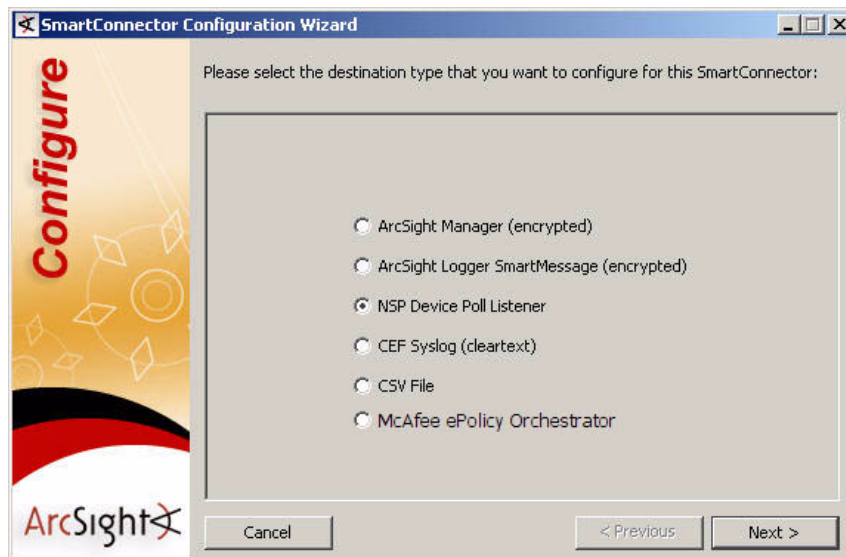 SmartConnector Configuration Wizard
Configure
Please select the destination type that you want to configure for this SmartConnector:
ArcSight Manager (encrypted)
ArcSight Logger SmartMessage (encrypted)
NSP Device Poll Listener
CEF Syslog (cleartext)
CSV File
McAfee ePolicy Orchestrator
ArcSight
Cancel
< Previous
Next >